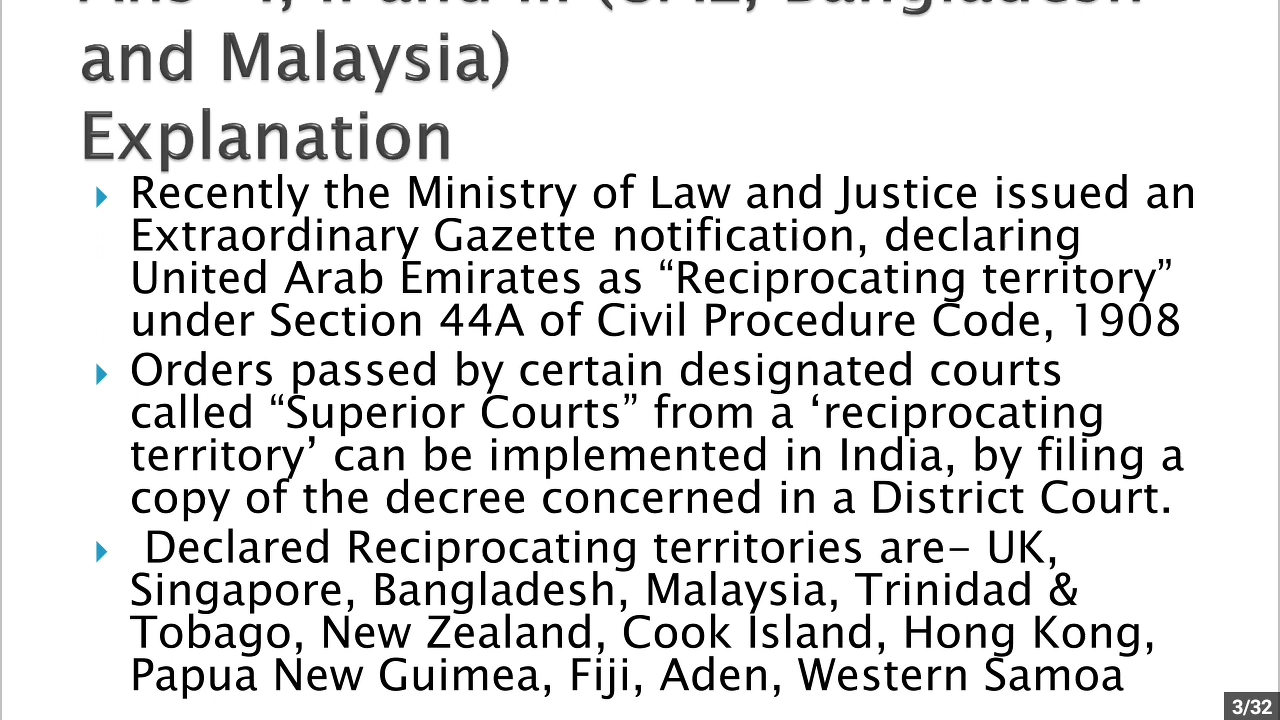 and Malaysia)
Explanation
Recently the Ministry of Law and Justice issued an
Extraordinary Gazette notification, declaring
United Arab Emirates as “Reciprocating territory”
under Section 44A of Civil Procedure Code, 1908
Orders passed by certain designated courts
called “Superior Courts” from a ‘reciprocating
territory’ can be implemented in India, by filing a
copy of the decree concerned in a District Court.
Declared Reciprocating territories are– UK,
Singapore, Bangladesh, Malaysia, Trinidad &
Tobago, New Zealand, Cook Island, Hong Kong,
Papua New Guimea, Fiji, Aden, Western Samoa
3/32